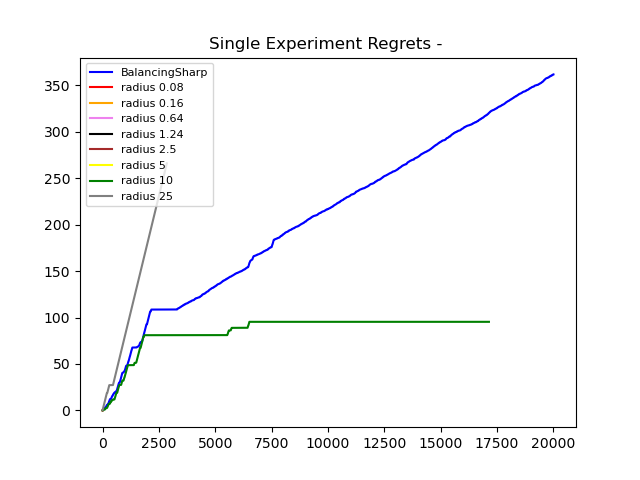 Single Experiment Regrets -
BalancingSharp
radius 0.08
radius 0.16
radius 0.64
radius 1.24
radius 2.5
radius 5
radius 10
radius 25
350
300
250
200
150
100
50
0
0 2500 5000 7500 10000 12500 15000 17500 20000